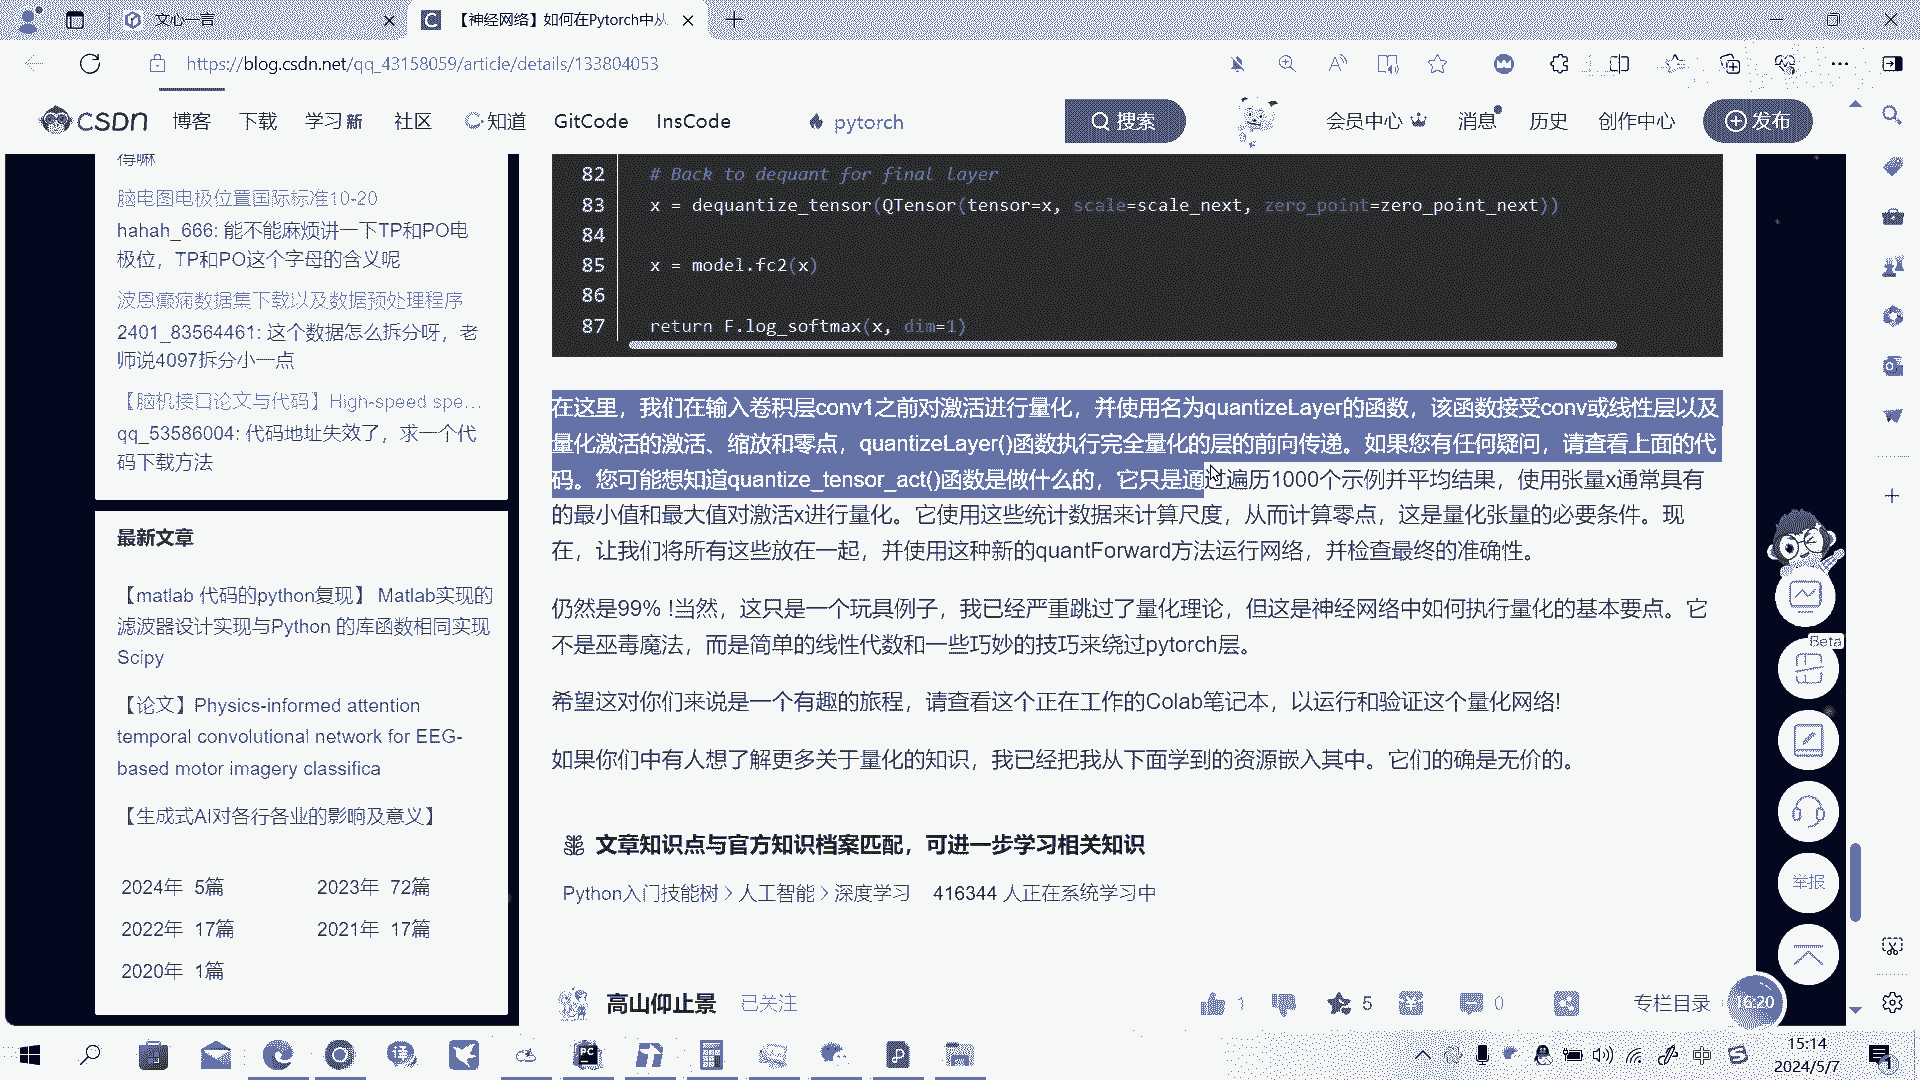 文心一言
【神经网络】如何在Pytorch中从
https://blog.csdn.net/qq_43158059/article/details/133804053
CSDN 博客 下载 学习 新 社区 C知道 GitCode InsCode pytorch 搜索 会员中心 消息 历史 创作中心 发布
得嘛
脑电图电极位置国际标准10-20
hahah_666: 能不能麻烦讲一下TP和PO电
极位，TP和PO这个字母的含义呢
波恩癫痫数据集下载以及数据预处理程序
2401_83564461: 这个数据怎么拆分呀，老
师说4097拆分小一点
【脑机接口论文与代码】High-speed spe...
qq_53586004: 代码地址失效了，求一个代
码下载方法
最新文章
【matlab 代码的python复现】 Matlab实现的
滤波器设计实现与Python 的库函数相同实现
Scipy
【论文】Physics-informed attention
temporal convolutional network for EEG-
based motor imagery classifica
【生成式AI对各行各业的影响及意义】
2024年 5篇 2023年 72篇
2022年 17篇 2021年 17篇
2020年 1篇
82 # Back to dequant for final layer
83 x = dequantize_tensor(QTensor(tensor=x, scale=scale_next, zero_point=zero_point_next))
84
85 x = model.fc2(x)
86
87 return F.log_softmax(x, dim=1)
在这里，我们在输入卷积层conv1之前对激活进行量化，并使用名为quantizeLayer的函数，该函数接受conv或线性层以及
量化激活的激活、缩放和零点，quantizeLayer()函数执行完全量化的层的前向传递。如果您有任何疑问，请查看上面的代
码。您可能想知道quantize_tensor_act()函数是做什么的，它只是通过遍历1000个示例并平均结果，使用张量x通常具有
的最小值和最大值对激活x进行量化。它使用这些统计数据来计算尺度，从而计算零点，这是量化张量的必要条件。现
在，让我们将所有这些放在一起，并使用这种新的quantForward方法运行网络，并检查最终的准确性。
仍然是99% !当然，这只是一个玩具例子，我已经严重跳过了量化理论，但这是神经网络中如何执行量化的基本要点。它
不是巫毒魔法，而是简单的线性代数和一些巧妙的技巧来绕过pytorch层。
希望这对你们来说是一个有趣的旅程，请查看这个正在工作的Colab笔记本，以运行和验证这个量化网络!
如果你们中有人想了解更多关于量化的知识，我已经把我从下面学到的资源嵌入其中。它们的确是无价的。
文章知识点与官方知识档案匹配，可进一步学习相关知识
Python入门技能树 > 人工智能 > 深度学习 416344 人正在系统学习中
高山仰止景 已关注 1 5 0 专栏目录 16:20
Beta
举报
中
15:14
2024/5/7